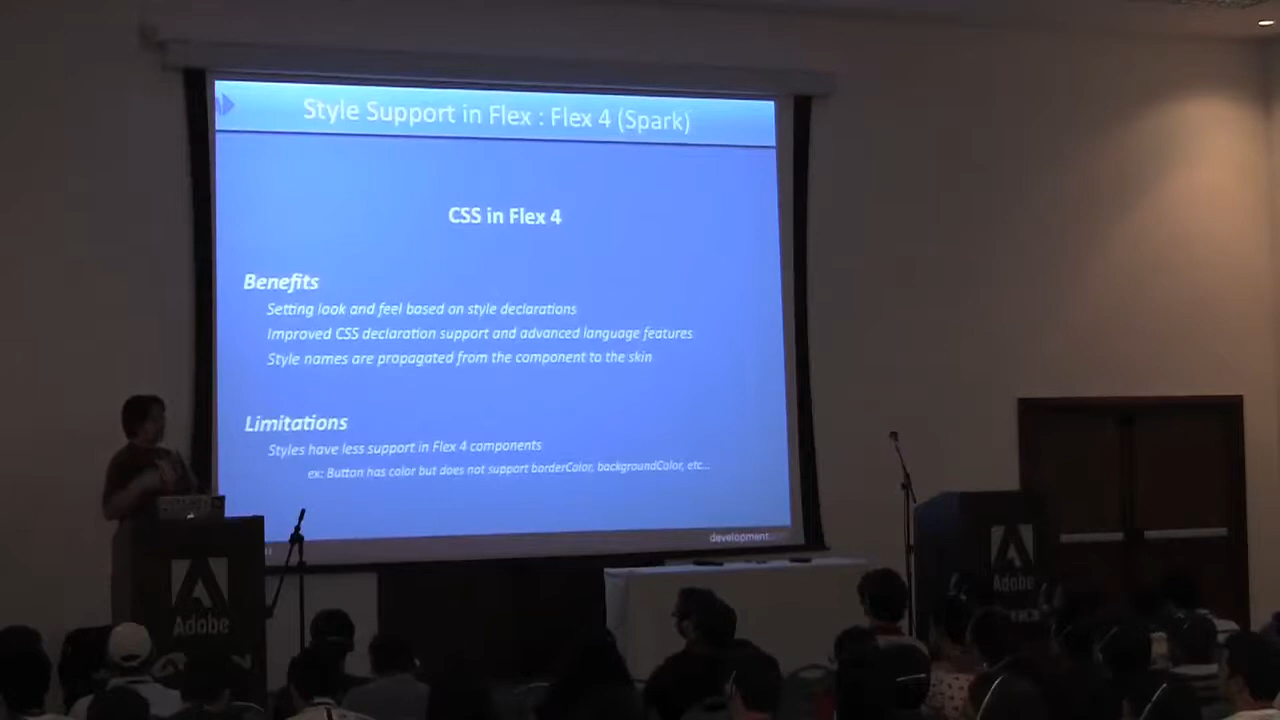 Style Support in Flex : Flex 4 (Spark)
CSS in Flex 4
Benefits
Setting look and feel based on style declarations
Improved CSS declaration support and advanced language features
Style names are propagated from the component to the skin
Limitations
Styles have less support in Flex 4 components
ex: Button has color but does not support borderColor, backgroundColor, etc...
development
Adobe
Adobe